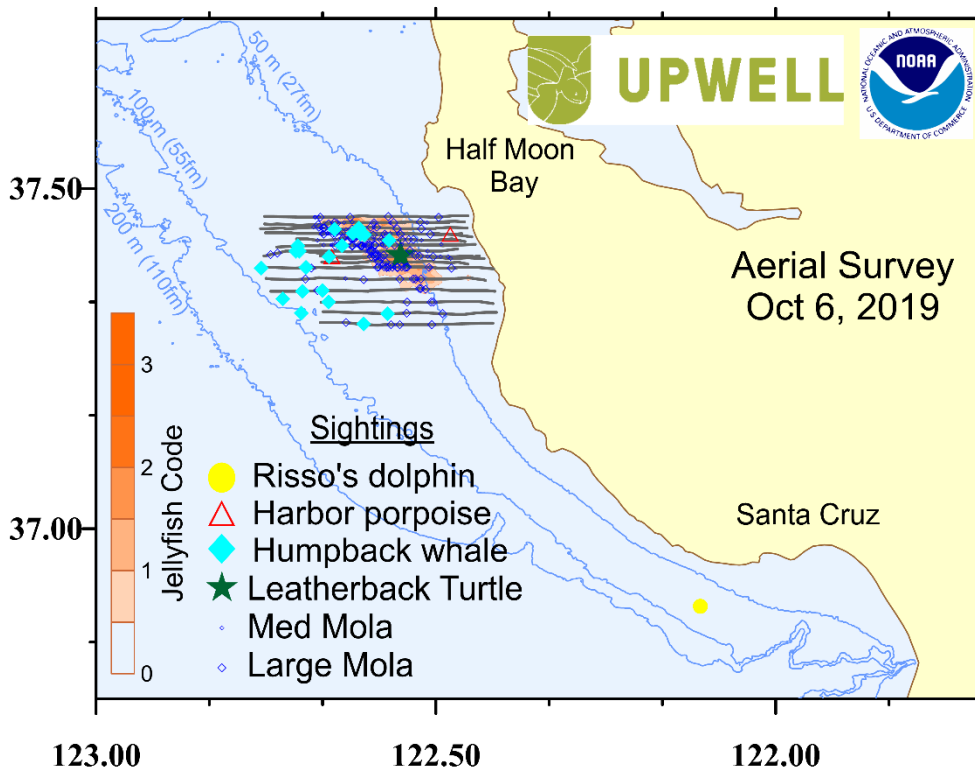 UPWELL
NATIONAL OCEANIC AND ATMOSPHERIC ADMINISTRATION
NOAA
U.S. DEPARTMENT OF COMMERCE
50 m (27fm)
100 m (55fm)
200 m (110fm)
Half Moon
Bay
37.50
Aerial Survey
Oct 6, 2019
3
2
1
0
Jellyfish Code
Sightings
Risso's dolphin
Harbor porpoise
Humpback whale
Leatherback Turtle
Med Mola
Large Mola
37.00
Santa Cruz
123.00
122.50
122.00